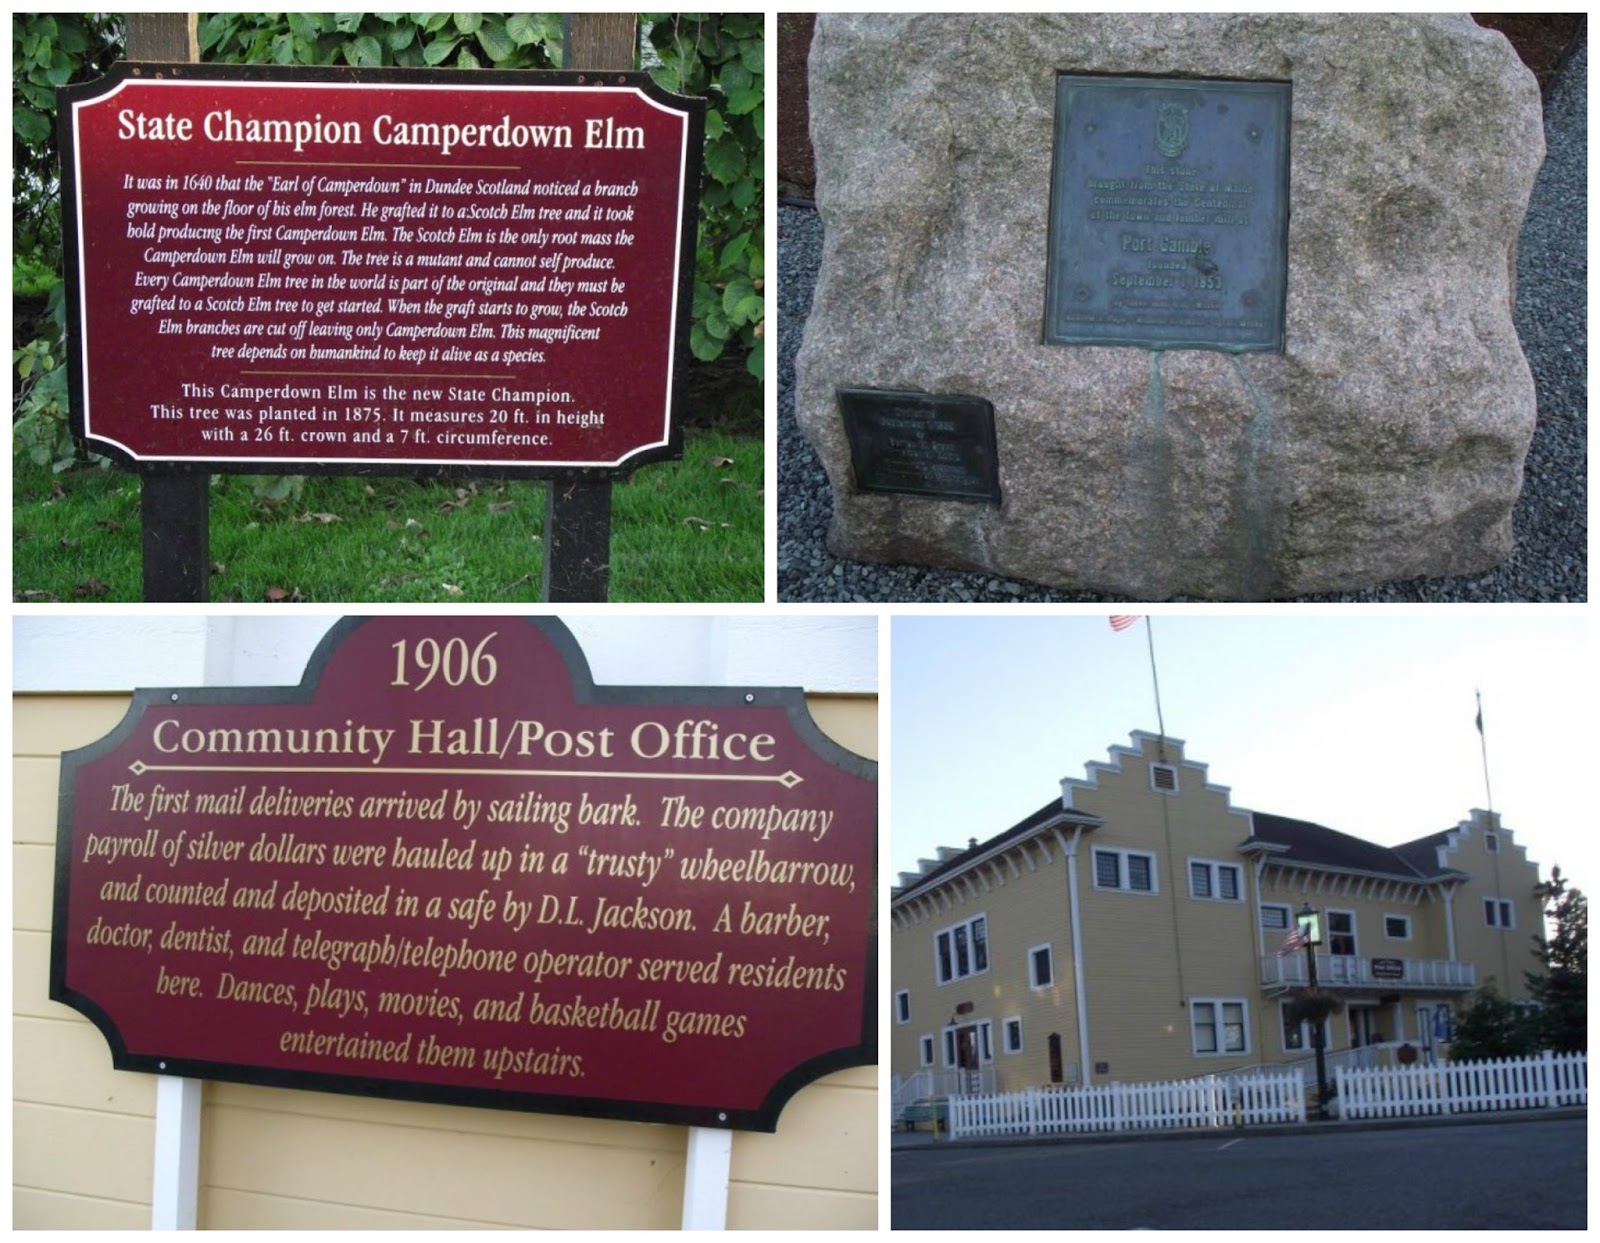 State Champion Camperdown Elm
It was in 1640 that the "Earl of Camperdown" in Dundee Scotland noticed a branch
growing on the floor of his elm forest. He grafted it to a Scotch Elm tree and it took
hold producing the first Camperdown Elm. The Scotch Elm is the only root mass the
Camperdown Elm will grow on. The tree is a mutant and cannot self produce.
Every Camperdown Elm tree in the world is part of the original and they must be
grafted to a Scotch Elm tree to get started. When the graft starts to grow, the Scotch
Elm branches are cut off leaving only Camperdown Elm. This magnificent
tree depends on humankind to keep it alive as a species.
This Camperdown Elm is the new State Champion.
This tree was planted in 1875. It measures 20 ft. in height
with a 26 ft. crown and a 7 ft. circumference.
This stone
brought from the State of Maine
commemorates the Centennial
of the town and lumber mill at
Port Gamble
founded
September 1853
1906
Community Hall/Post Office
The first mail deliveries arrived by sailing bark. The company
payroll of silver dollars were hauled up in a "trusty" wheelbarrow,
and counted and deposited in a safe by D.L. Jackson. A barber,
doctor, dentist, and telegraph/telephone operator served residents
here. Dances, plays, movies, and basketball games
entertained them upstairs.
Post Office